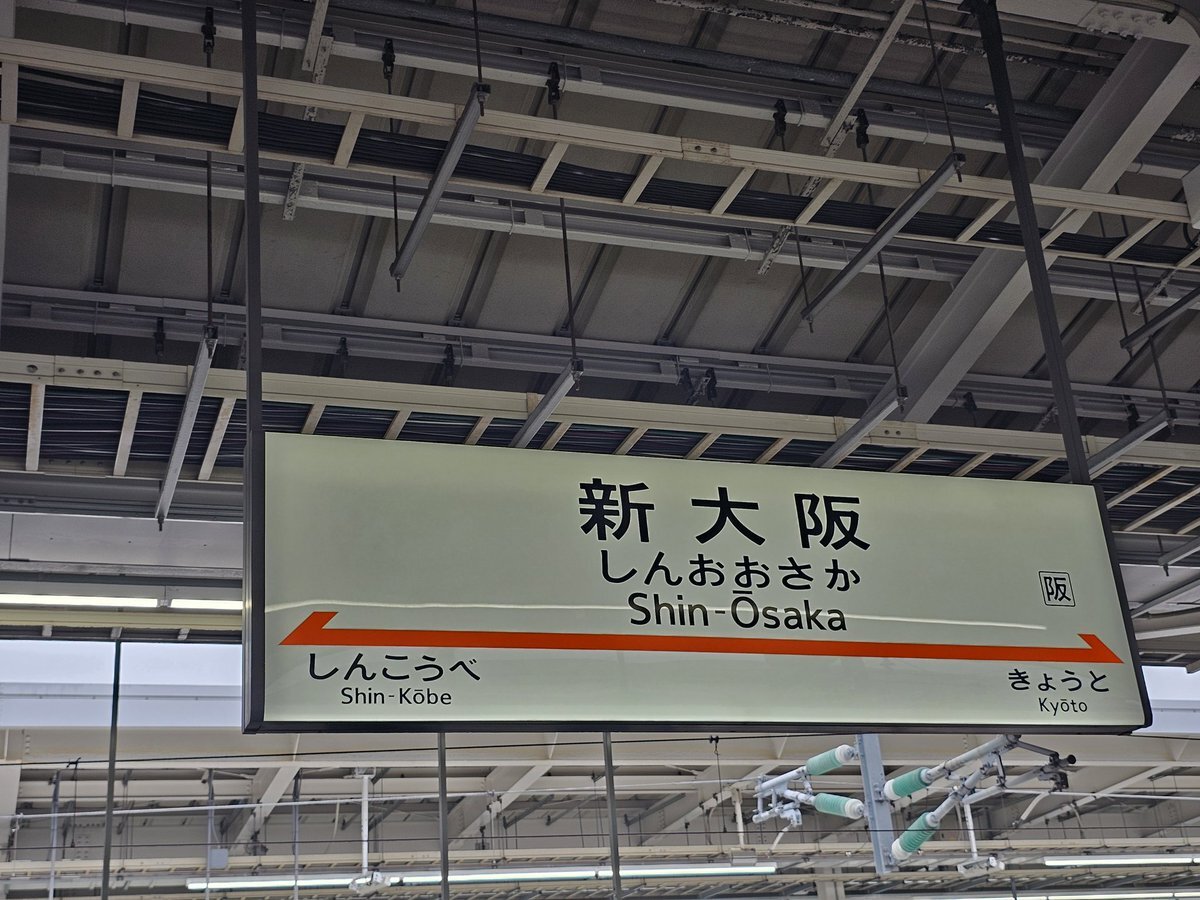 新大阪
しんおおさか
Shin-Ōsaka
阪
しんこうべ
Shin-Kōbe
きょうと
Kyōto